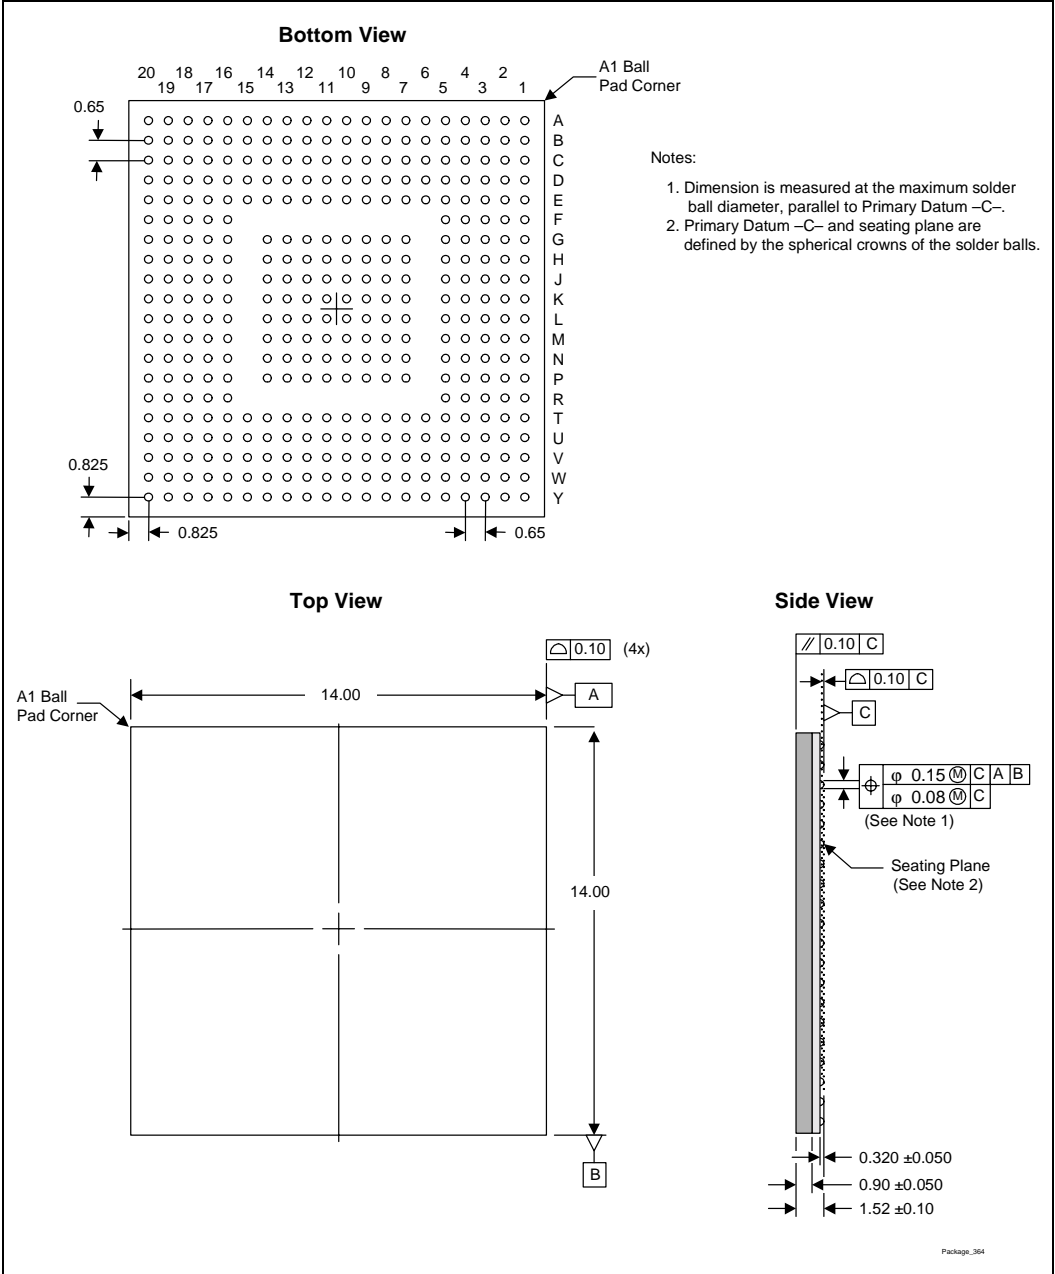 Bottom View
20 18 16 14 12 10 8 6 4 2
19 17 15 13 11 9 7 5 3 1
A1 Ball
Pad Corner
0.65
A
B
C
D
E
F
G
H
J
K
L
M
N
P
R
T
U
V
W
Y
Notes:
1. Dimension is measured at the maximum solder
ball diameter, parallel to Primary Datum –C–.
2. Primary Datum –C– and seating plane are
defined by the spherical crowns of the solder balls.
0.825
0.825
0.65
Top View
0.10 (4x)
14.00
A
A1 Ball
Pad Corner
14.00
B
Side View
// 0.10 C
0.10 C
C
φ 0.15 Ⓜ C A B
φ 0.08 Ⓜ C
(See Note 1)
Seating Plane
(See Note 2)
0.320 ±0.050
0.90 ±0.050
1.52 ±0.10
Package_364